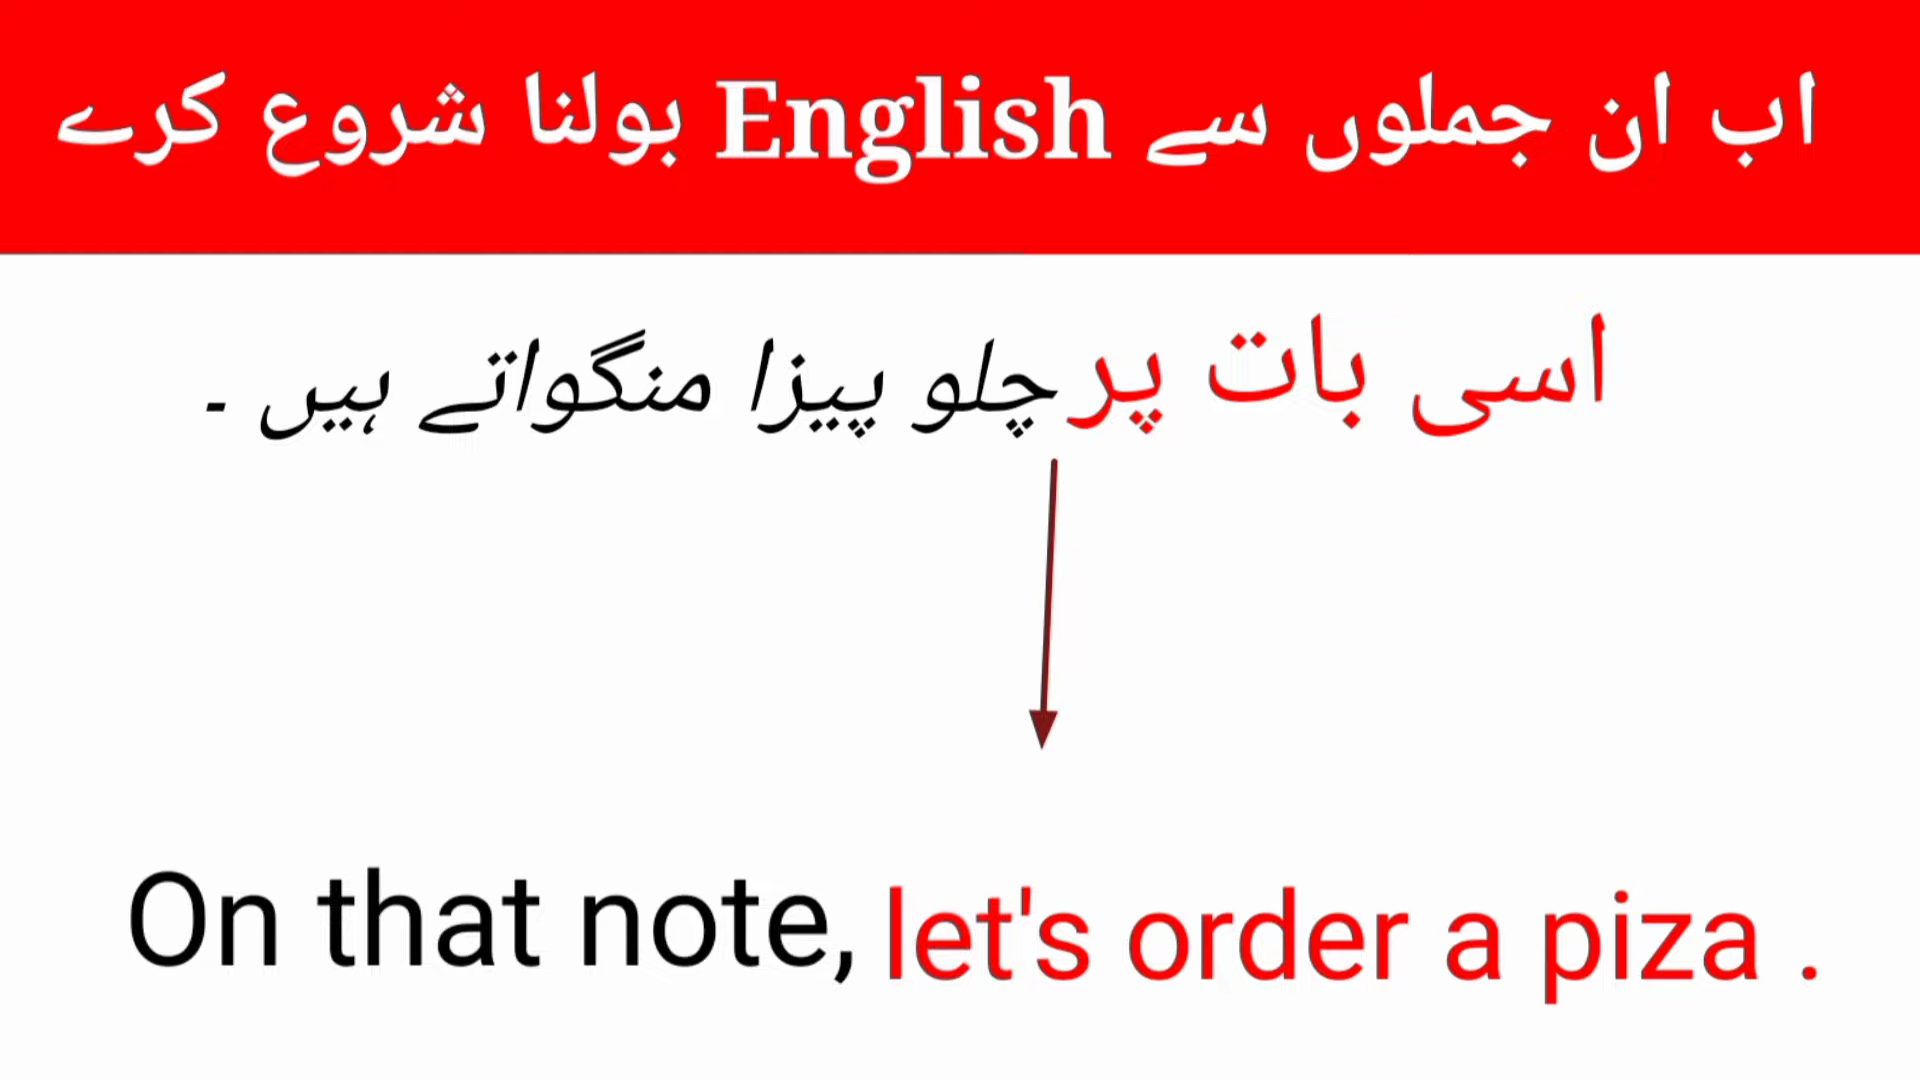 اب ان جملوں سے English بولنا شروع کرے
اسی بات پر چلو پیزا منگواتے ہیں ۔
On that note, let's order a piza .